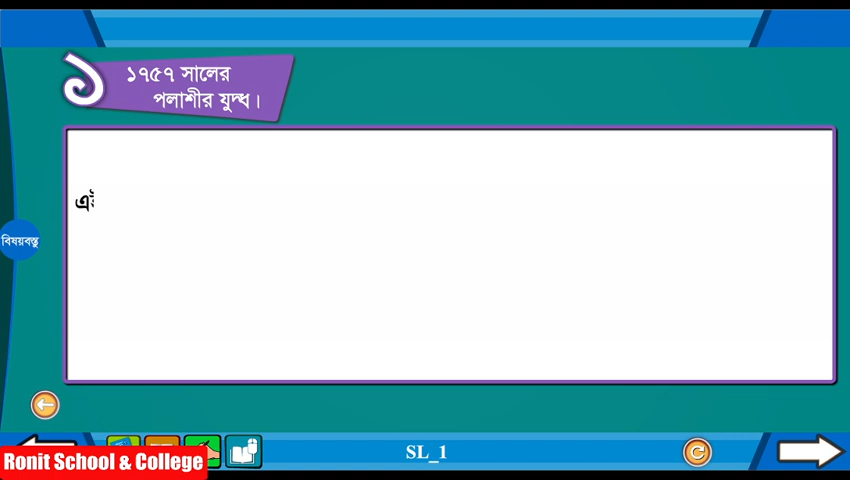 ১
১৭৫৭ সালের
পলাশীর যুদ্ধ।
বিষয়বস্তু
SL_1
Ronit School & College